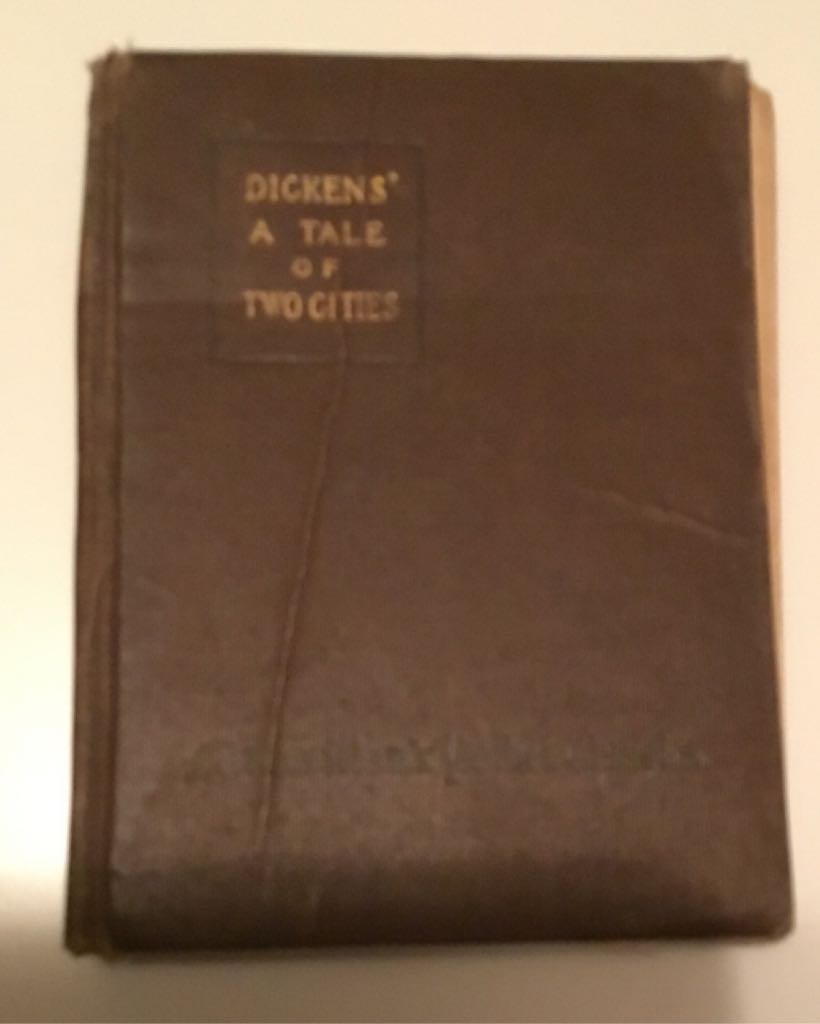 DICKENS'
A TALE
OF
TWO CITIES